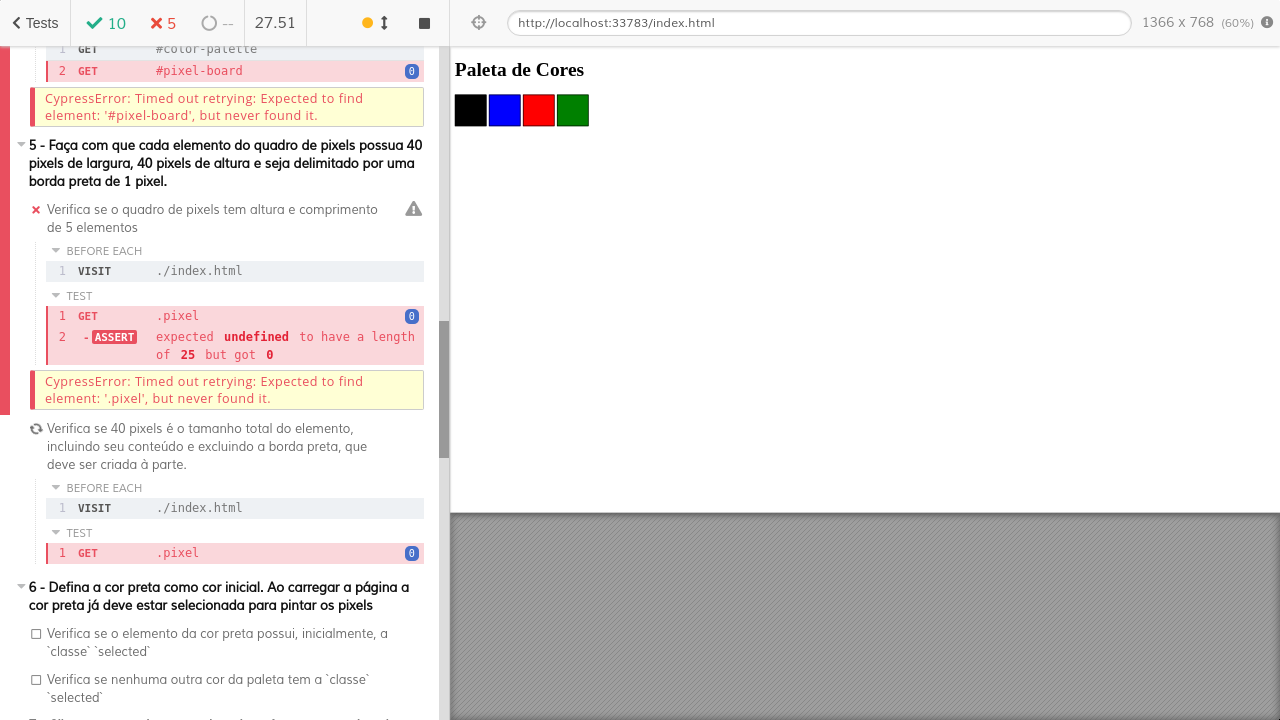 Tests 10 5 -- 27.51
http://localhost:33783/index.html 1366 x 768 (60%)
1 GET #color-palette
2 GET #pixel-board 0
CypressError: Timed out retrying: Expected to find
element: '#pixel-board', but never found it.
5 - Faça com que cada elemento do quadro de pixels possua 40
pixels de largura, 40 pixels de altura e seja delimitado por uma
borda preta de 1 pixel.
Verifica se o quadro de pixels tem altura e comprimento
de 5 elementos
BEFORE EACH
1 VISIT ./index.html
TEST
1 GET .pixel 0
2 -ASSERT expected undefined to have a length
of 25 but got 0
CypressError: Timed out retrying: Expected to find
element: '.pixel', but never found it.
Verifica se 40 pixels é o tamanho total do elemento,
incluindo seu conteúdo e excluindo a borda preta, que
deve ser criada à parte.
BEFORE EACH
1 VISIT ./index.html
TEST
1 GET .pixel 0
6 - Defina a cor preta como cor inicial. Ao carregar a página a
cor preta já deve estar selecionada para pintar os pixels
Verifica se o elemento da cor preta possui, inicialmente, a
`classe` `selected`
Verifica se nenhuma outra cor da paleta tem a `classe`
`selected`
Paleta de Cores